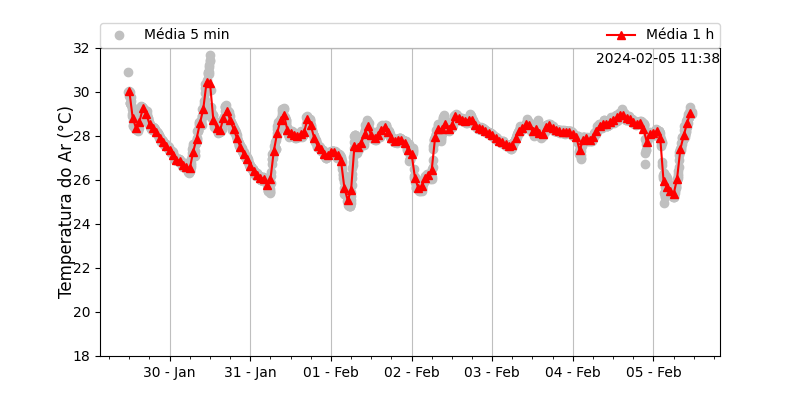 Média 5 min
Média 1 h
2024-02-05 11:38
Temperatura do Ar (°C)
32
30
28
26
24
22
20
18
30 - Jan
31 - Jan
01 - Feb
02 - Feb
03 - Feb
04 - Feb
05 - Feb